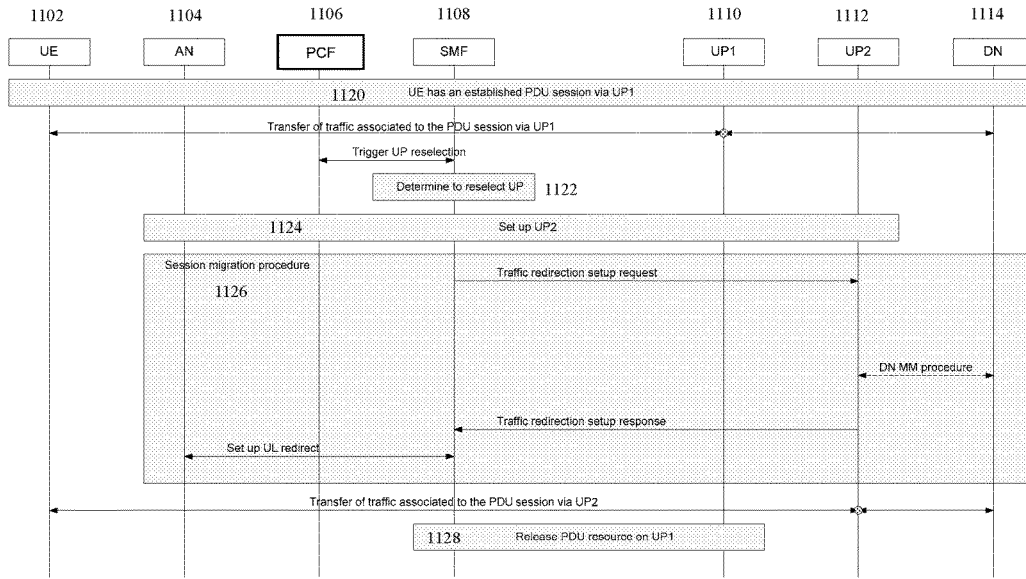 1102 1104 1106 1108 1110 1112 1114
UE AN PCF SMF UP1 UP2 DN
1120 UE has an established PDU session via UP1
Transfer of traffic associated to the PDU session via UP1
Trigger UP reselection
Determine to reselect UP 1122
1124 Set up UP2
Session migration procedure
Traffic redirection setup request
1126
DN MM procedure
Traffic redirection setup response
Set up UL redirect
Transfer of traffic associated to the PDU session via UP2
1128 Release PDU resource on UP1